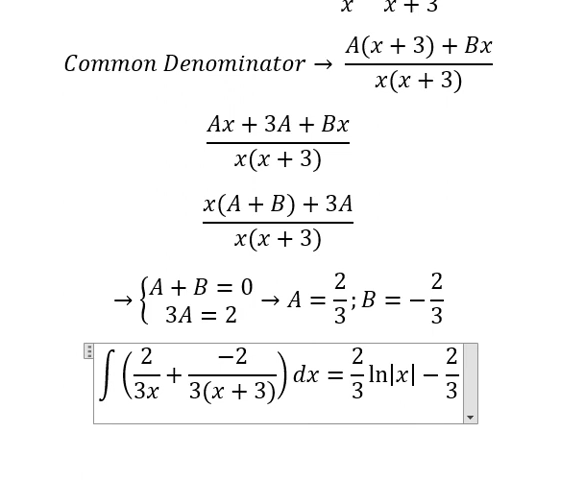 x x + 3
Common Denominator → A(x + 3) + Bx / x(x + 3)
Ax + 3A + Bx / x(x + 3)
x(A + B) + 3A / x(x + 3)
→ { A + B = 0 3A = 2 → A = 2/3 ; B = − 2/3
∫ ( 2/3x + −2/3(x + 3) ) dx = 2/3 ln|x| − 2/3